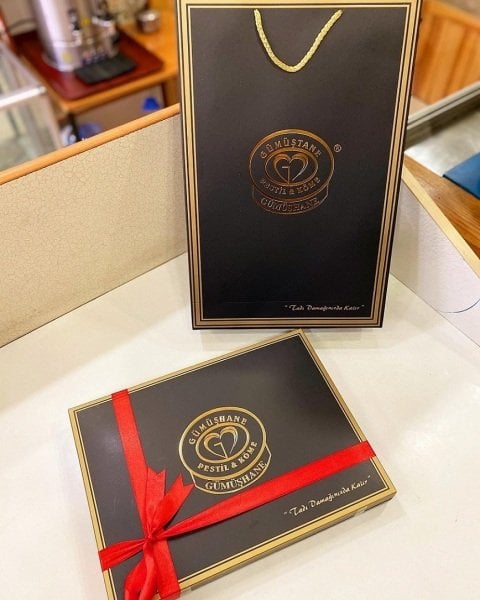 GÜMÜŞHANE
®
PESTİL & KÖME
GÜMÜŞHANE
" Tadı Damağınızda Kalır "
GÜMÜŞHANE
PESTİL & KÖME
GÜMÜŞHANE
" Tadı Damağınızda Kalır "